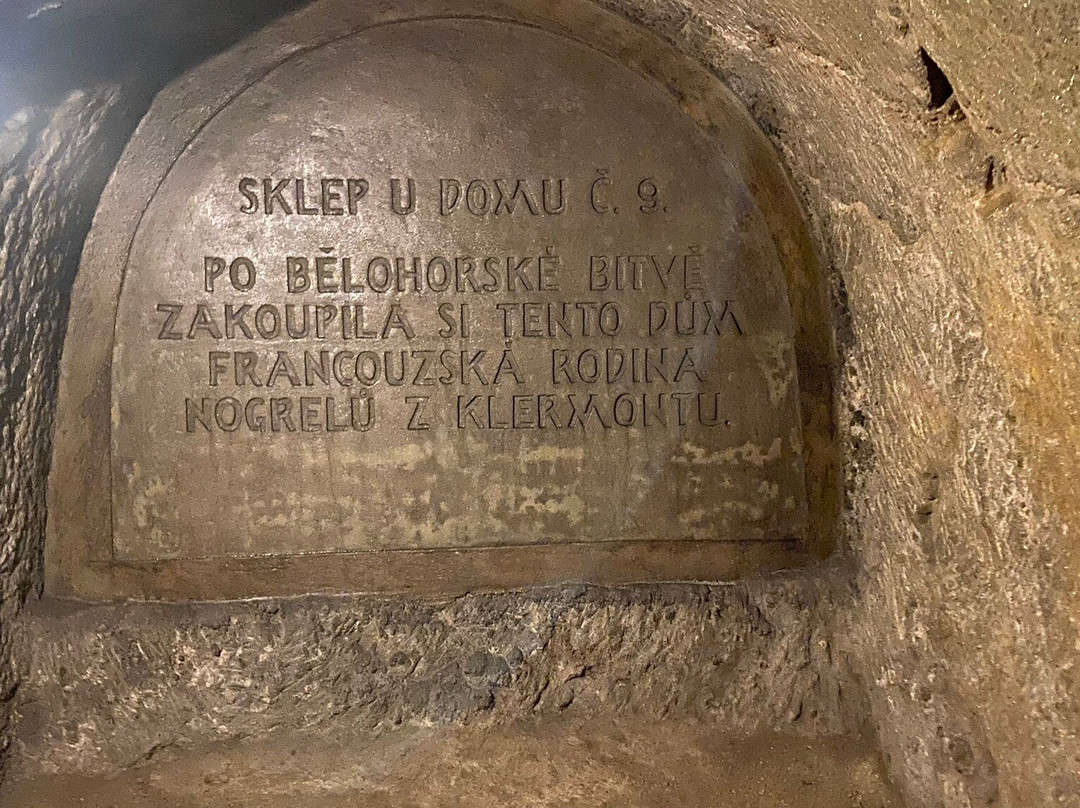 SKLEP U DOMU Č. 9.
PO BĚLOHORSKÉ BITVĚ
ZAKOUPILA SI TENTO DŮM
FRANCOUZSKÁ RODINA
NOGRELŮ Z KLERMONTU.